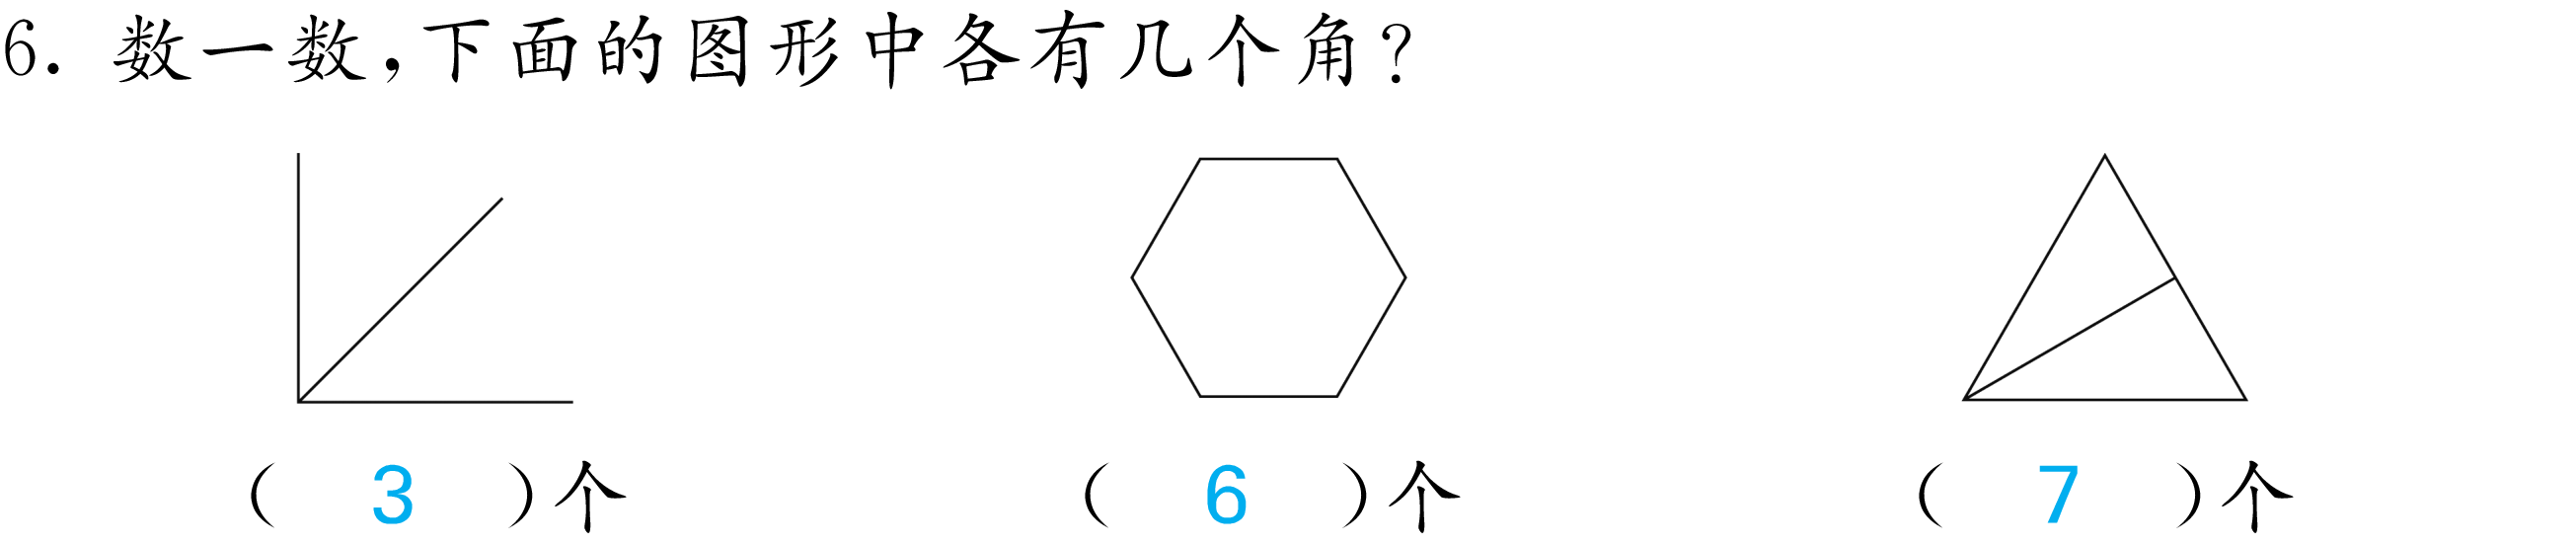 6. 数一数,下面的图形中各有几个角?
( 3 )个 ( 6 )个 ( 7 )个